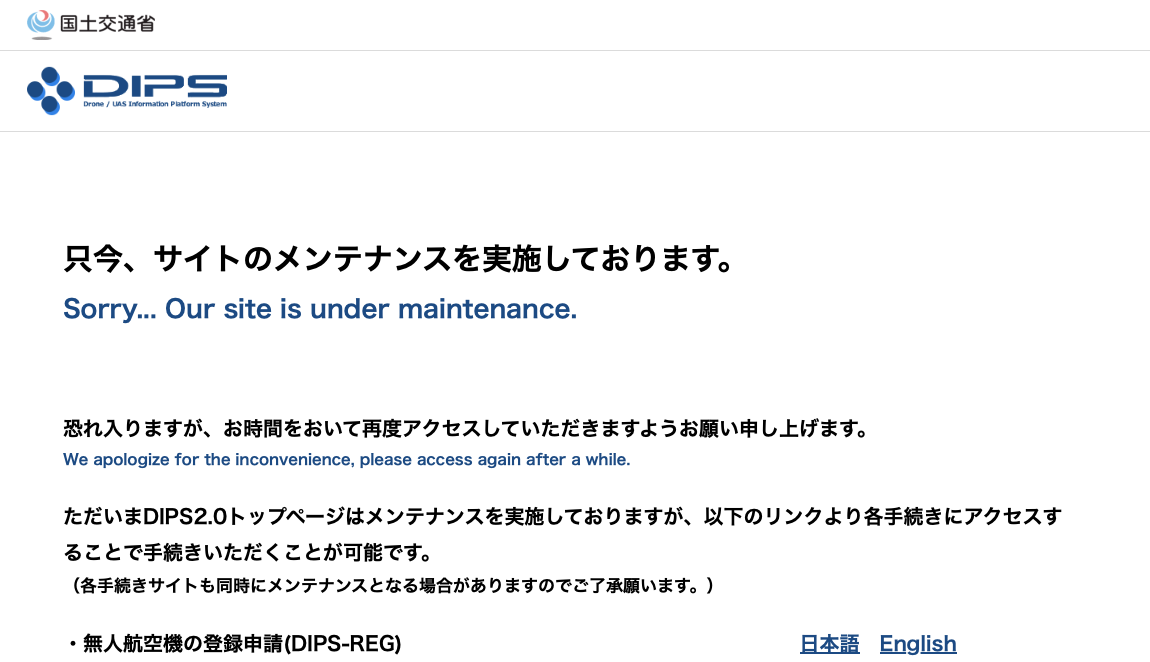 国土交通省
DIPS
Drone / UAS Information Platform System
只今、サイトのメンテナンスを実施しております。
Sorry... Our site is under maintenance.
恐れ入りますが、お時間をおいて再度アクセスしていただきますようお願い申し上げます。
We apologize for the inconvenience, please access again after a while.
ただいまDIPS2.0トップページはメンテナンスを実施しておりますが、以下のリンクより各手続きにアクセスす
ることで手続きいただくことが可能です。
（各手続きサイトも同時にメンテナンスとなる場合がありますのでご了承願います。）
・無人航空機の登録申請(DIPS-REG) 日本語 English